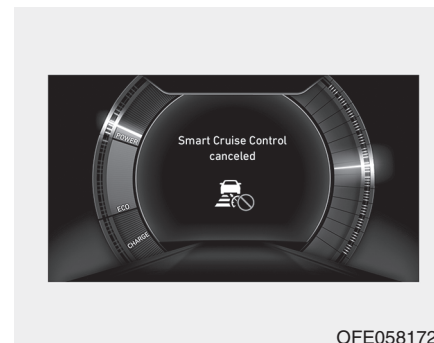 POWER
Smart Cruise Control
canceled
ECO
CHARGE
OFE058172